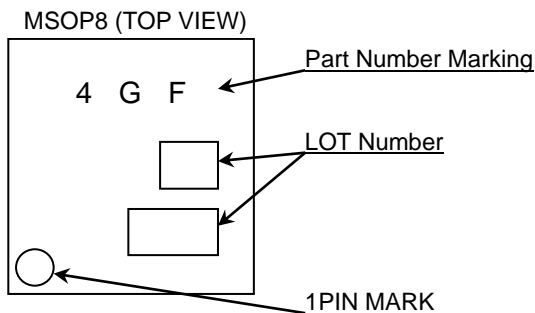 MSOP8 (TOP VIEW)
Part Number Marking
4 G F
LOT Number
1PIN MARK